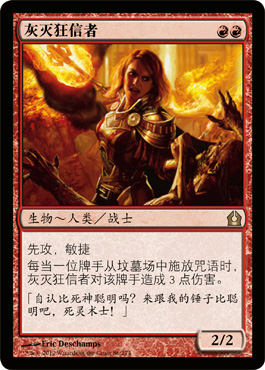 灰灭狂信者
生物～人类／战士
先攻，敏捷
每当一位牌手从坟墓场中施放咒语时，
灰灭狂信者对该牌手造成3点伤害。
「自认比死神聪明吗？来跟我的锤子比聪
明吧，死灵术士！」
2/2
Eric Deschamps